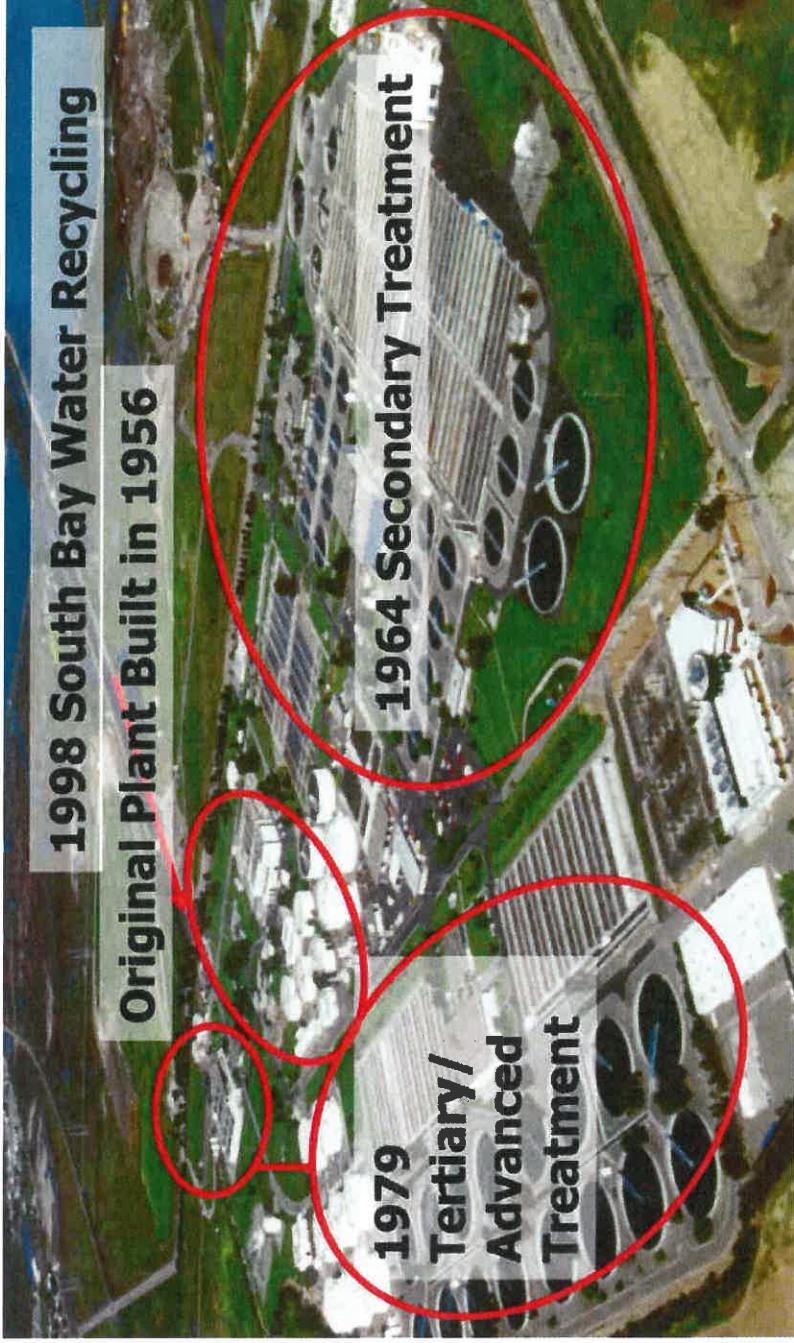 1998 South Bay Water Recycling
Original Plant Built in 1956
1964 Secondary Treatment
1979
Tertiary/
Advanced
Treatment